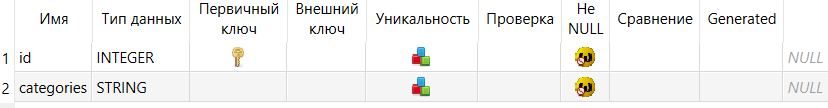 Имя Тип данных Первичный ключ Внешний ключ Уникальность Проверка Не NULL Сравнение Generated
1 id INTEGER NULL
2 categories STRING NULL